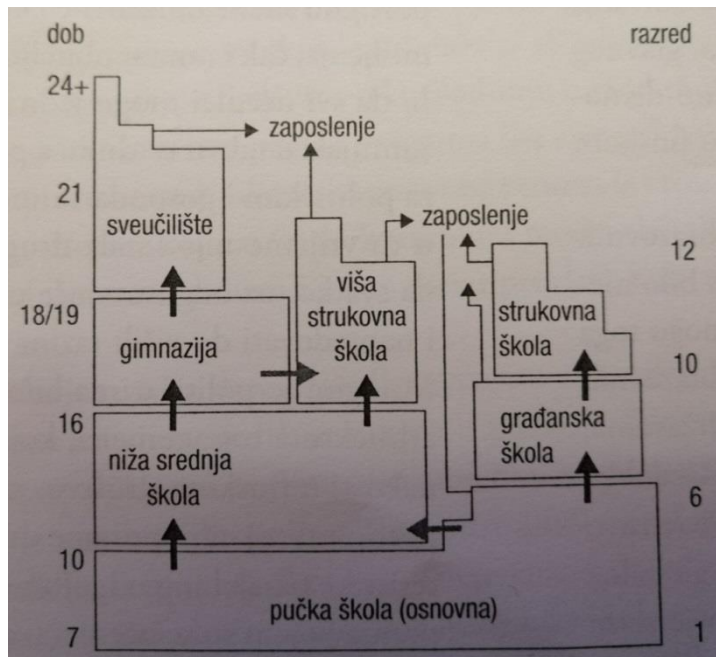 dob
razred
24+
zaposlenje
21
sveučilište
zaposlenje
12
viša
strukovna
škola
strukovna
škola
18/19
gimnazija
10
16
građanska
škola
niža srednja
škola
6
10
pučka škola (osnovna)
7
1